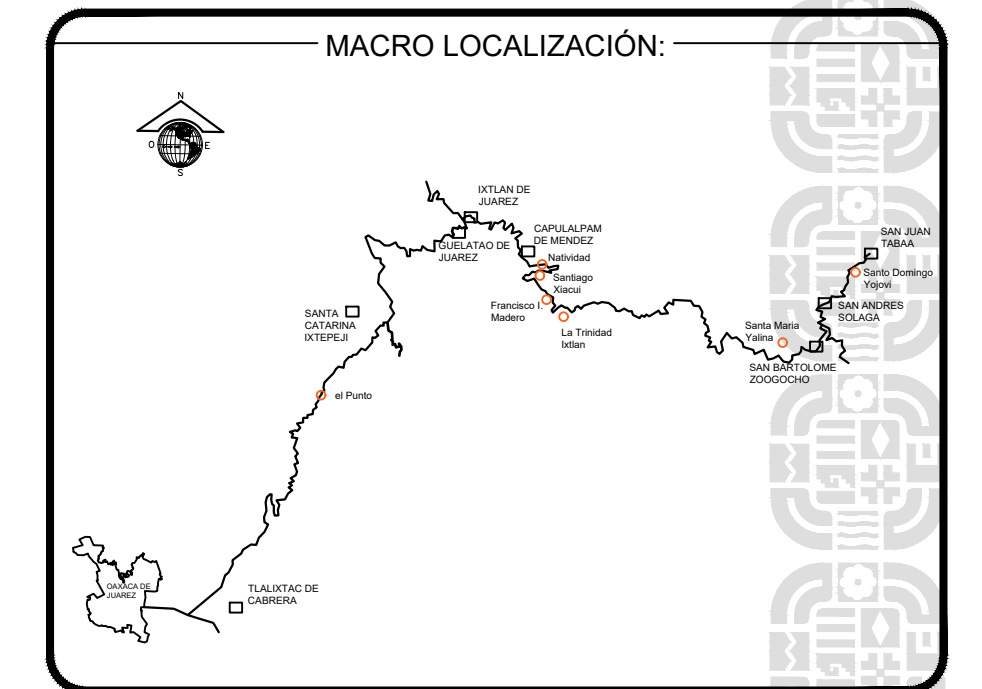 MACRO LOCALIZACIÓN:
N
O
E
S
IXTLAN DE
JUAREZ
GUELATAO DE
JUAREZ
CAPULALPAM
DE MENDEZ
Natividad
Santiago
Xiacui
Francisco I.
Madero
La Trinidad
Ixtlan
SAN JUAN
TABAA
Santo Domingo
Yojovi
SAN ANDRES
SOLAGA
Santa Maria
Yalina
SAN BARTOLOME
ZOOGOCHO
SANTA
CATARINA
IXTEPEJI
el Punto
OAXACA DE
JUAREZ
TLALIXTAC DE
CABRERA